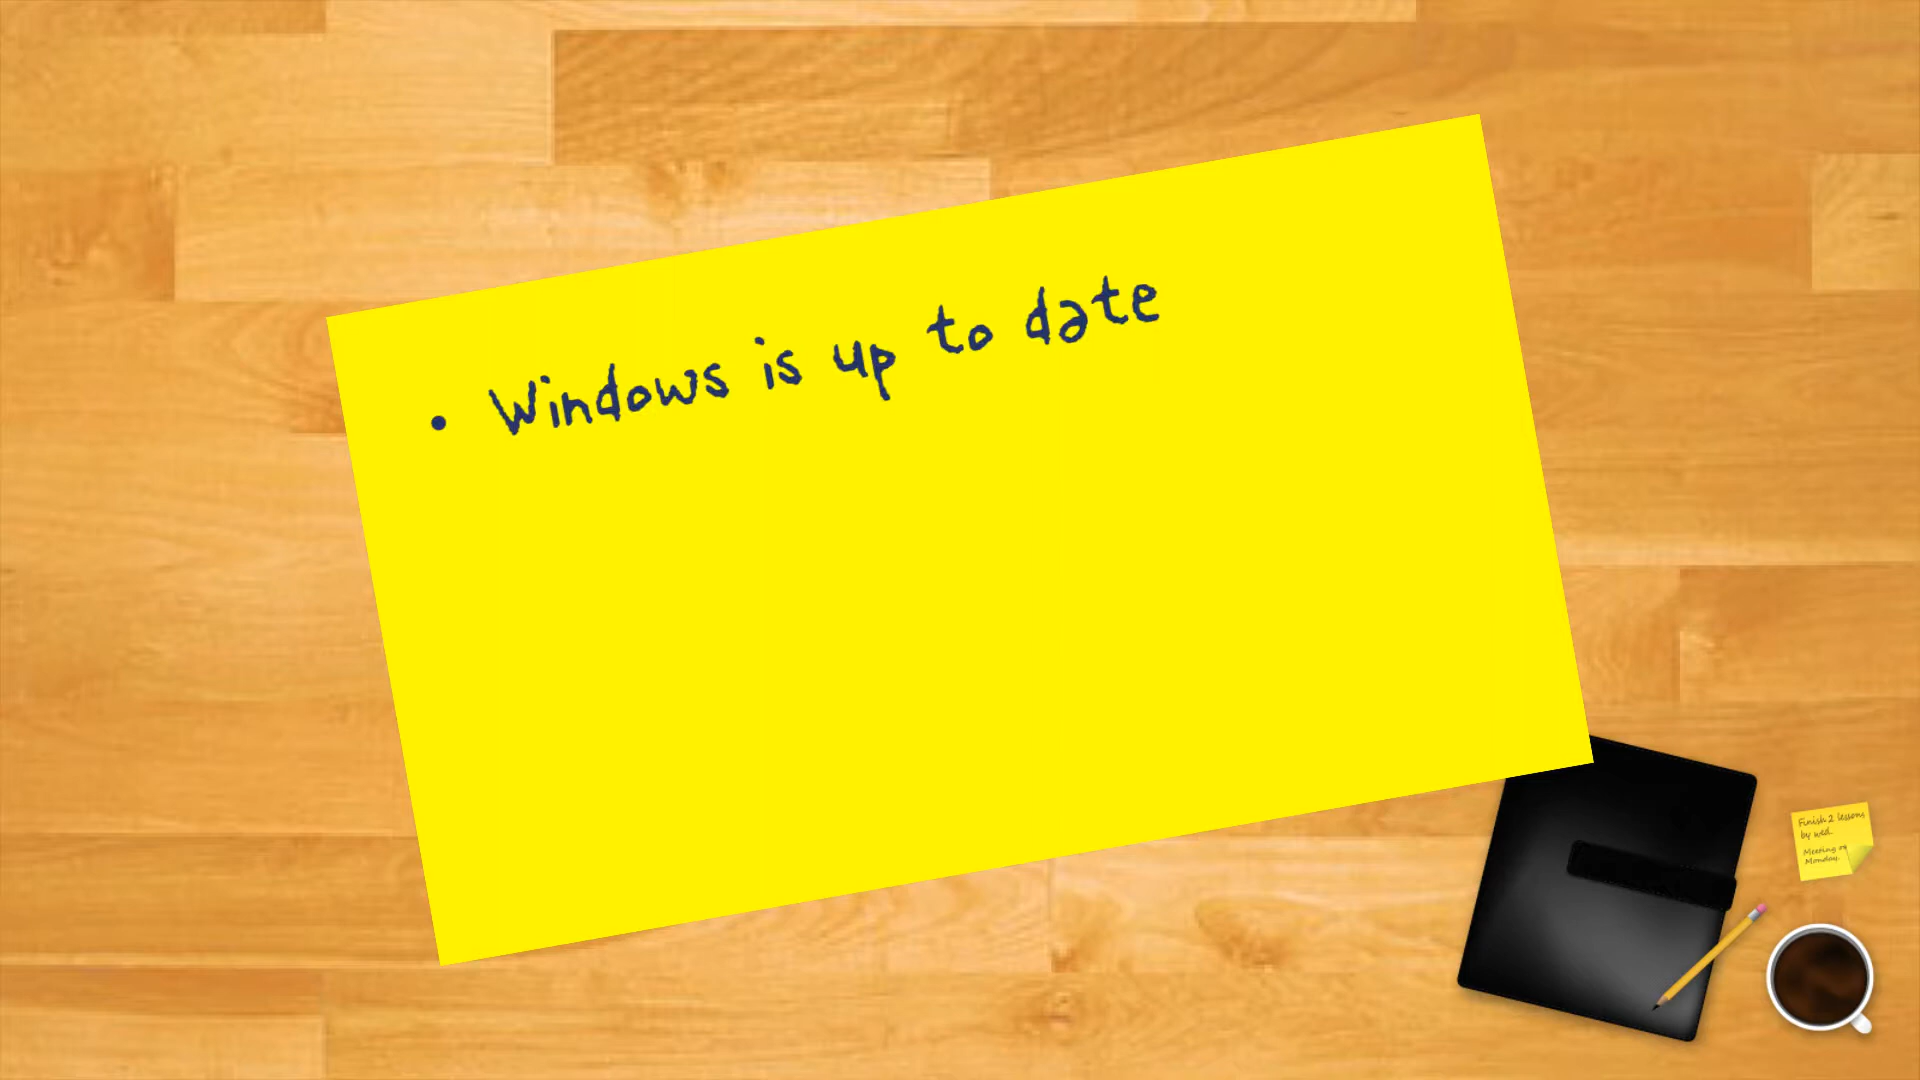 • Windows is up to date
Finish 2 lessons
by wed.
Meeting on
Monday.